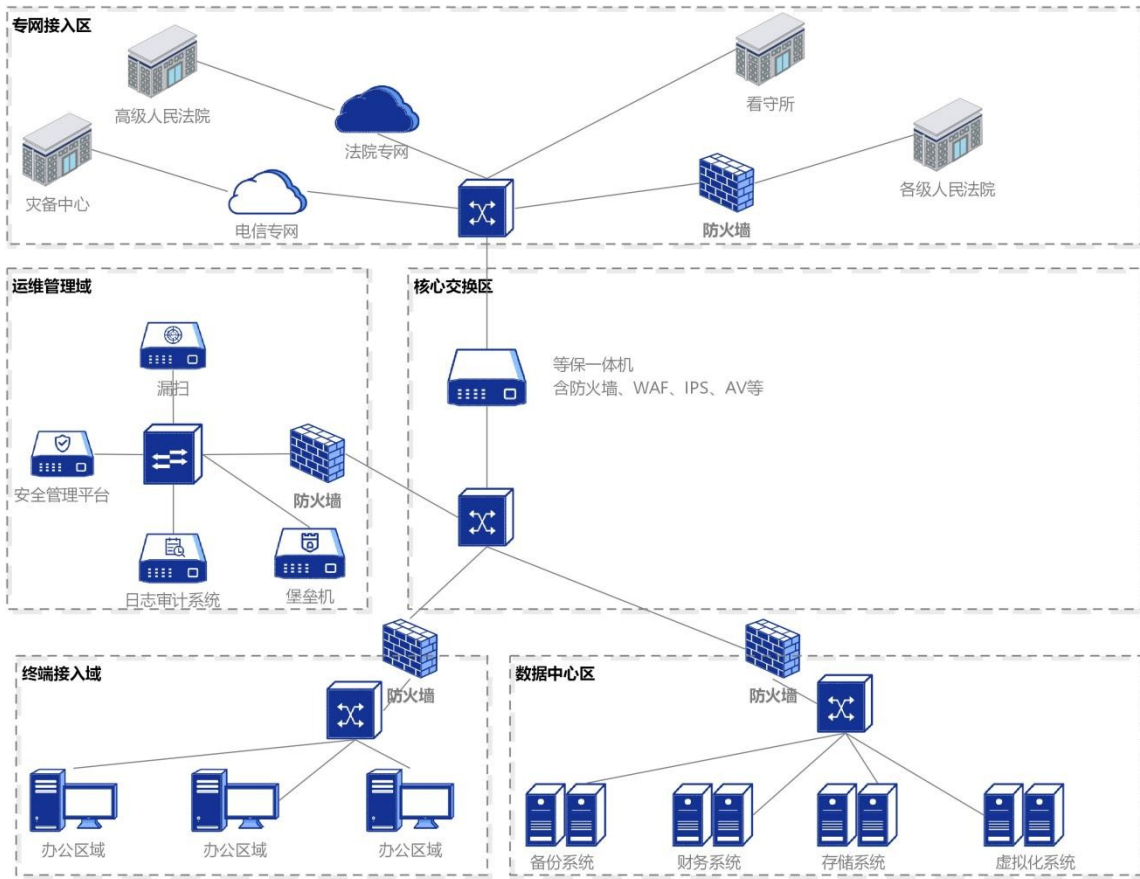 专网接入区
高级人民法院
法院专网
看守所
灾备中心
电信专网
防火墙
各级人民法院
运维管理域
核心交换区
漏扫
等保一体机
含防火墙、WAF、IPS、AV等
安全管理平台
防火墙
日志审计系统
堡垒机
终端接入域
防火墙
数据中心区
防火墙
办公区域
办公区域
办公区域
备份系统
财务系统
存储系统
虚拟化系统